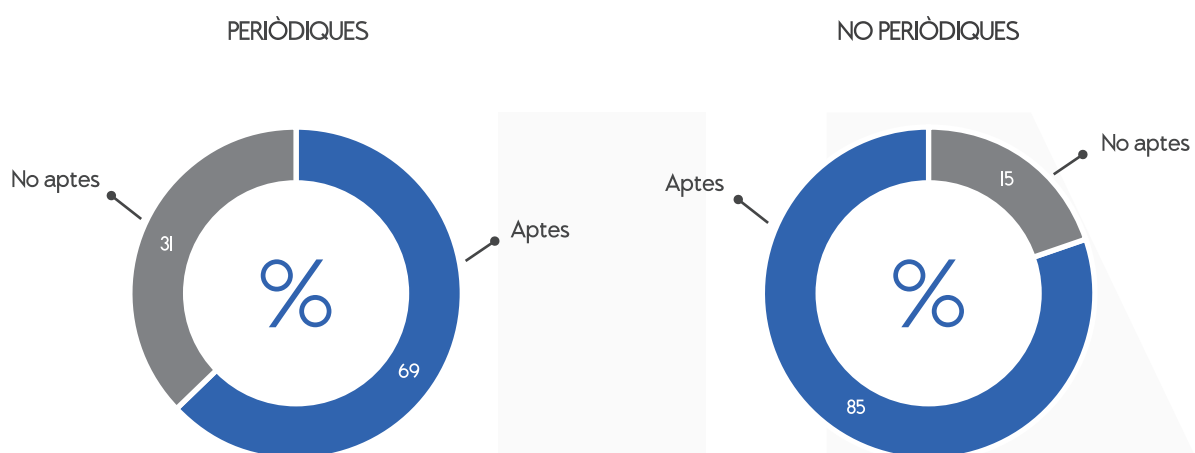 PERIÒDIQUES
NO PERIÒDIQUES
No aptes
31
%
Aptes
69
Aptes
No aptes
15
%
85